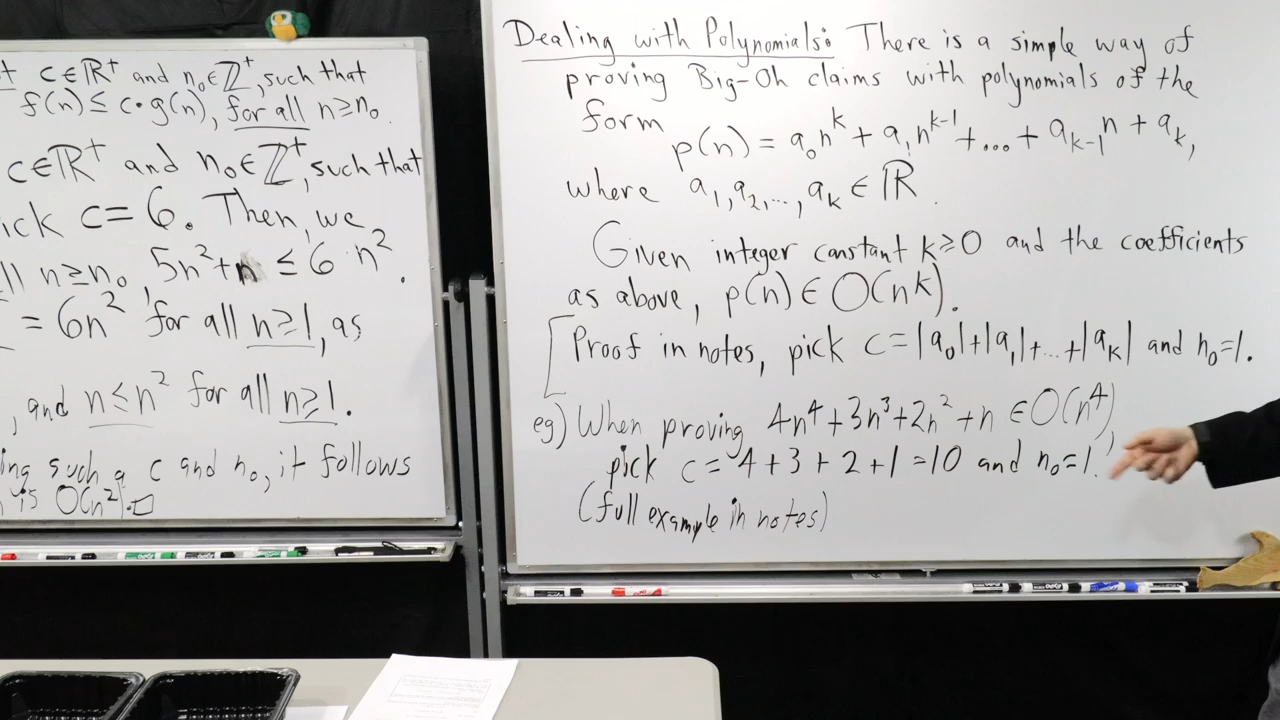 c∈ℝ⁺ and n₀∈ℤ⁺, such that
f(n) ≤ c·g(n), for all n≥n₀.
c∈ℝ⁺ and n₀∈ℤ⁺, such that
pick c=6. Then, we
all n≥n₀, 5n²+n ≤ 6·n².
= 6n² for all n≥1, as
, and n≤n² for all n≥1.
such a c and n₀, it follows
is O(n²).□
Dealing with Polynomials: There is a simple way of
proving Big-Oh claims with polynomials of the
form
p(n) = a₀nᵏ + a₁nᵏ⁻¹ + ... + aₖ₋₁n + aₖ,
where a₁, a₂, ..., aₖ ∈ ℝ.
Given integer constant k≥0 and the coefficients
as above, p(n) ∈ O(nᵏ).
Proof in notes, pick c=|a₀|+|a₁|+...+|aₖ| and n₀=1.
eg) When proving 4n⁴+3n³+2n²+n ∈O(n⁴),
pick c= 4+3+2+1=10 and n₀=1.
(full example in notes)